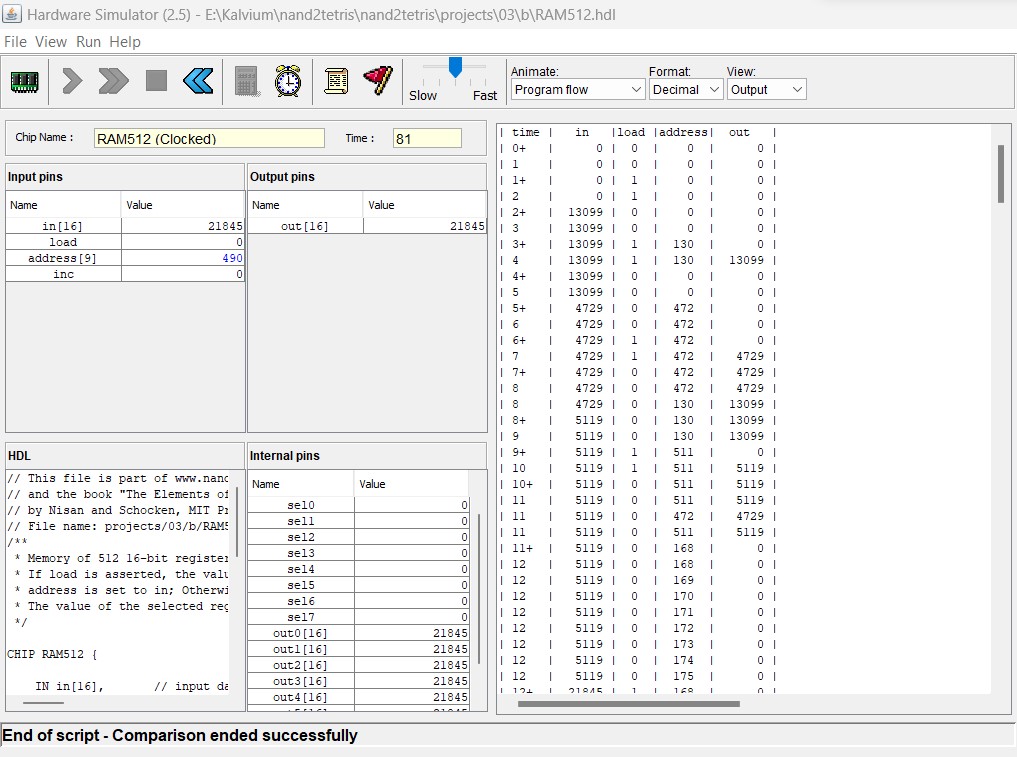 Hardware Simulator (2.5) - E:\Kalvium\nand2tetris\nand2tetris\projects\03\b\RAM512.hdl
File View Run Help
Slow Fast
Animate: Format: View:
Program flow Decimal Output
Chip Name : RAM512 (Clocked) Time : 81
Input pins
Name Value
in[16] 21845
load 0
address[9] 490
inc 0
Output pins
Name Value
out[16] 21845
HDL
// This file is part of www.nand
// and the book "The Elements of
// by Nisan and Schocken, MIT Pr
// File name: projects/03/b/RAM5
/**
* Memory of 512 16-bit register
* If load is asserted, the valu
* address is set to in; Otherwi
* The value of the selected reg
*/
CHIP RAM512 {
IN in[16], // input da
Internal pins
Name Value
sel0 0
sel1 0
sel2 0
sel3 0
sel4 0
sel5 0
sel6 0
sel7 0
out0[16] 21845
out1[16] 21845
out2[16] 21845
out3[16] 21845
out4[16] 21845
| time | in |load |address| out |
| 0+ | 0 | 0 | 0 | 0 |
| 1 | 0 | 0 | 0 | 0 |
| 1+ | 0 | 1 | 0 | 0 |
| 2 | 0 | 1 | 0 | 0 |
| 2+ | 13099 | 0 | 0 | 0 |
| 3 | 13099 | 0 | 0 | 0 |
| 3+ | 13099 | 1 | 130 | 0 |
| 4 | 13099 | 1 | 130 | 13099 |
| 4+ | 13099 | 0 | 0 | 0 |
| 5 | 13099 | 0 | 0 | 0 |
| 5+ | 4729 | 0 | 472 | 0 |
| 6 | 4729 | 0 | 472 | 0 |
| 6+ | 4729 | 1 | 472 | 0 |
| 7 | 4729 | 1 | 472 | 4729 |
| 7+ | 4729 | 0 | 472 | 4729 |
| 8 | 4729 | 0 | 472 | 4729 |
| 8 | 4729 | 0 | 130 | 13099 |
| 8+ | 5119 | 0 | 130 | 13099 |
| 9 | 5119 | 0 | 130 | 13099 |
| 9+ | 5119 | 1 | 511 | 0 |
| 10 | 5119 | 1 | 511 | 5119 |
| 10+ | 5119 | 0 | 511 | 5119 |
| 11 | 5119 | 0 | 511 | 5119 |
| 11 | 5119 | 0 | 472 | 4729 |
| 11 | 5119 | 0 | 511 | 5119 |
| 11+ | 5119 | 0 | 168 | 0 |
| 12 | 5119 | 0 | 168 | 0 |
| 12 | 5119 | 0 | 169 | 0 |
| 12 | 5119 | 0 | 170 | 0 |
| 12 | 5119 | 0 | 171 | 0 |
| 12 | 5119 | 0 | 172 | 0 |
| 12 | 5119 | 0 | 173 | 0 |
| 12 | 5119 | 0 | 174 | 0 |
| 12 | 5119 | 0 | 175 | 0 |
| 12+ | 21845 | 1 | 168 | 0 |
End of script - Comparison ended successfully